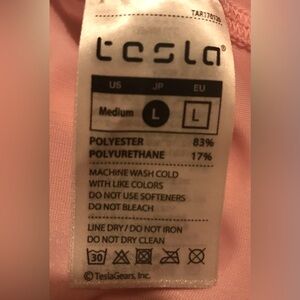 tesla®
US JP EU
Medium L L
POLYESTER 83%
POLYURETHANE 17%
MACHINE WASH COLD
WITH LIKE COLORS
DO NOT USE SOFTENERS
DO NOT BLEACH
LINE DRY / DO NOT IRON
DO NOT DRY CLEAN
30
© TeslaGears, Inc.